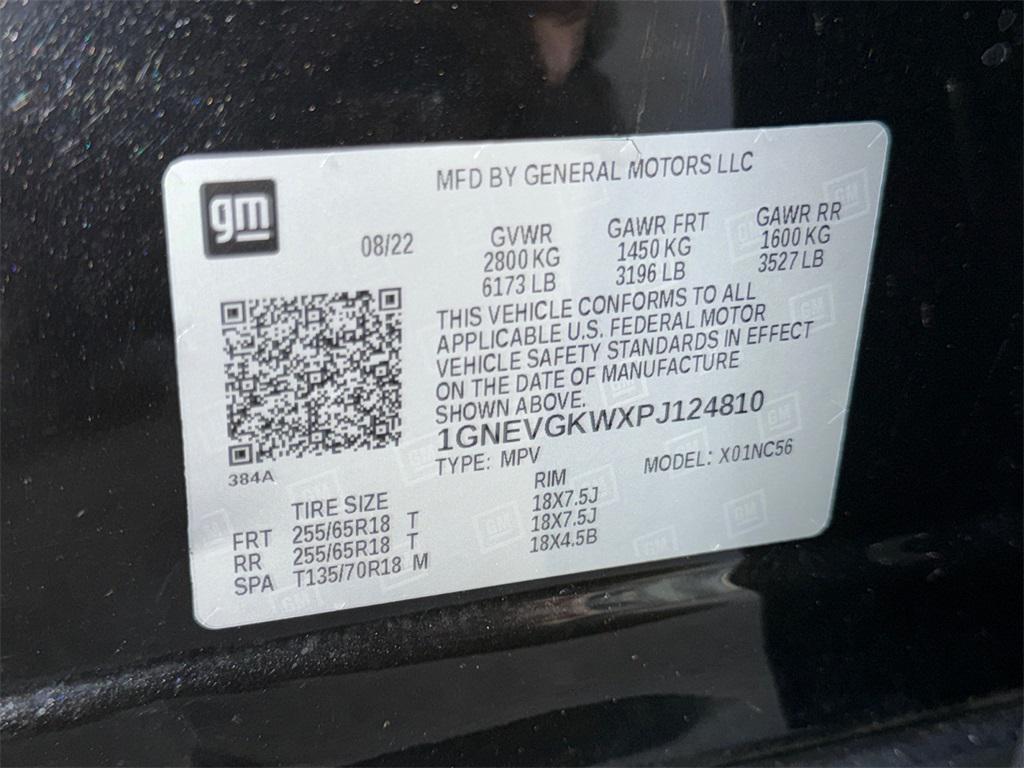 gm
MFD BY GENERAL MOTORS LLC
08/22
GVWR
2800 KG
6173 LB
GAWR FRT
1450 KG
3196 LB
GAWR RR
1600 KG
3527 LB
THIS VEHICLE CONFORMS TO ALL
APPLICABLE U.S. FEDERAL MOTOR
VEHICLE SAFETY STANDARDS IN EFFECT
ON THE DATE OF MANUFACTURE
SHOWN ABOVE.
1GNEVGKWXPJ124810
TYPE: MPV MODEL: X01NC56
384A
TIRE SIZE RIM
FRT 255/65R18 T 18X7.5J
RR 255/65R18 T 18X7.5J
SPA T135/70R18 M 18X4.5B